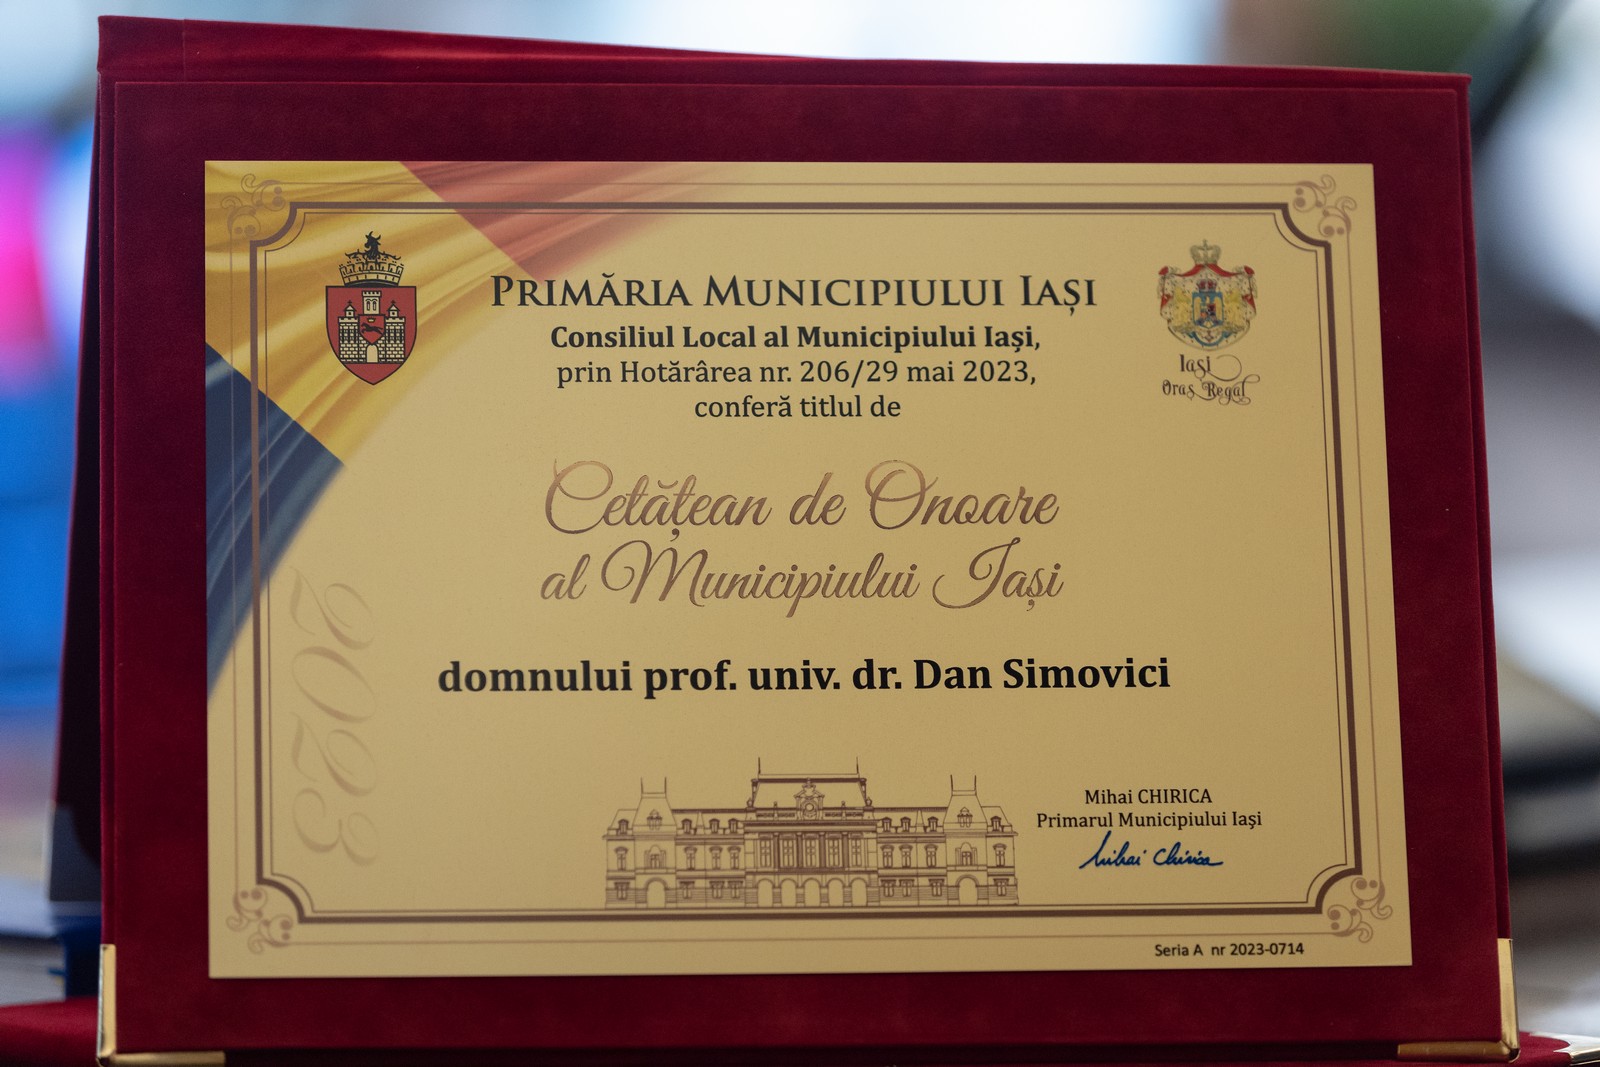 PRIMĂRIA MUNICIPIULUI IAȘI
Consiliul Local al Municipiului Iași,
prin Hotărârea nr. 206/29 mai 2023,
conferă titlul de
Iași
Oraș Regal
Cetățean de Onoare
al Municipiului Iași
domnului prof. univ. dr. Dan Simovici
2023
Mihai CHIRICA
Primarul Municipiului Iași
Mihai Chirica
Seria A nr 2023-0714